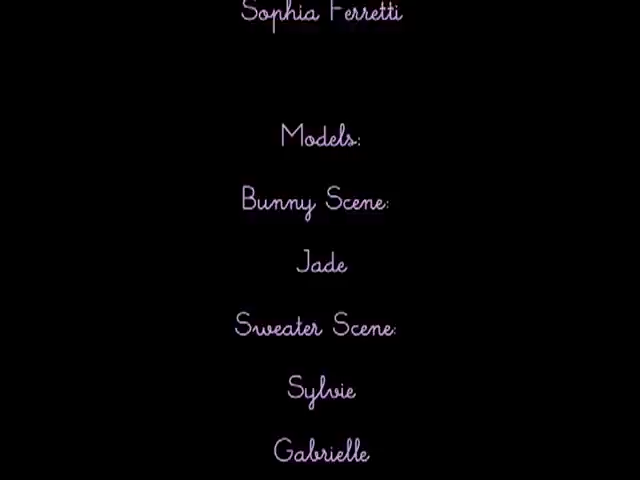 Sophia Ferretti
Models:
Bunny Scene:
Jade
Sweater Scene:
Sylvie
Gabrielle